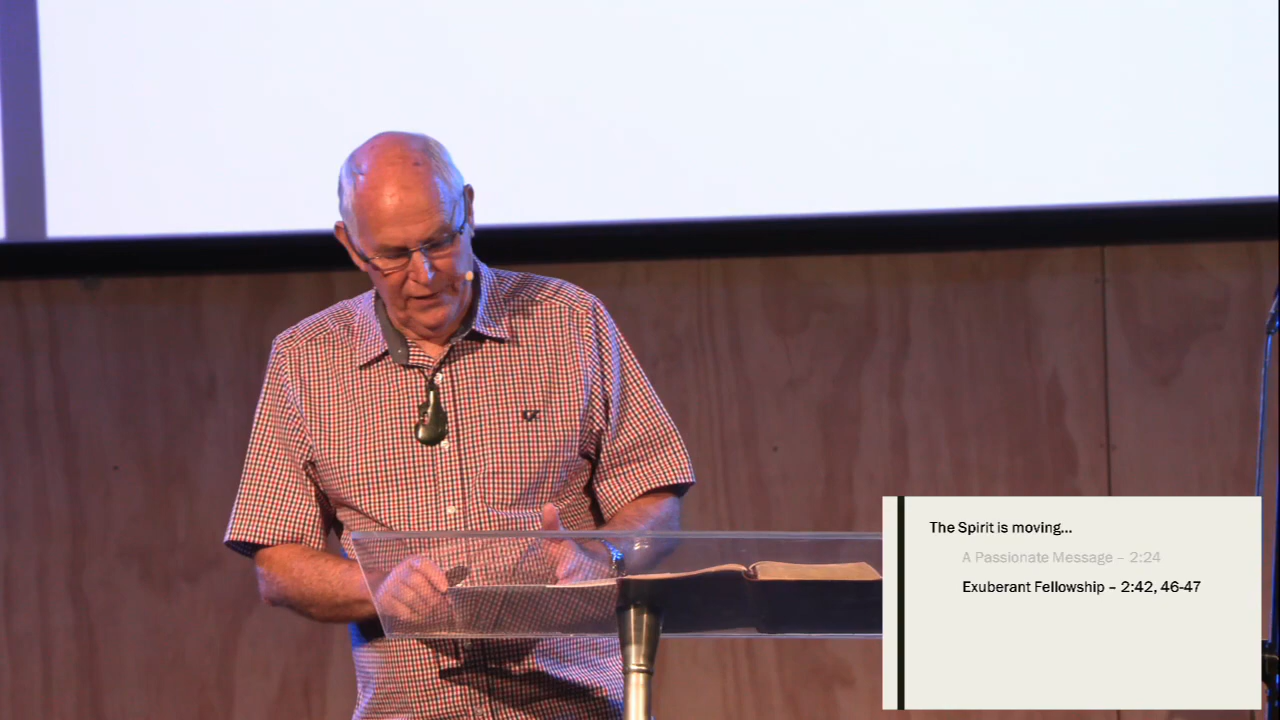 The Spirit is moving...
A Passionate Message – 2:24
Exuberant Fellowship – 2:42, 46-47